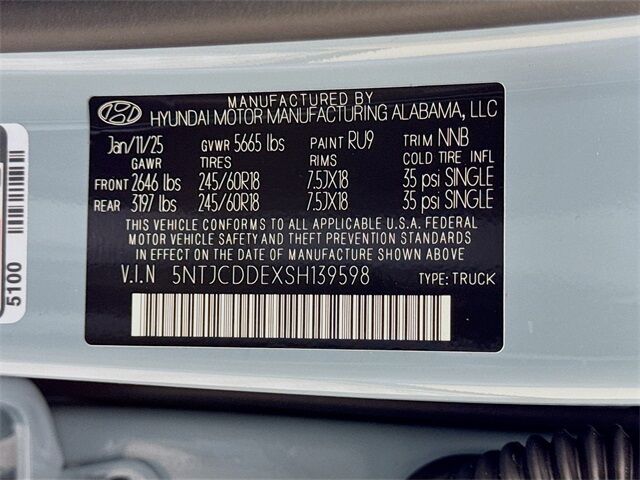 MANUFACTURED BY
HYUNDAI MOTOR MANUFACTURING ALABAMA, LLC
Jan/11/25 GVWR 5665 lbs PAINT RU9 TRIM NNB
GAWR TIRES RIMS COLD TIRE INFL
FRONT 2646 lbs 245/60R18 7.5JX18 35 psi SINGLE
REAR 3197 lbs 245/60R18 7.5JX18 35 psi SINGLE
THIS VEHICLE CONFORMS TO ALL APPLICABLE U.S.A. FEDERAL
MOTOR VEHICLE SAFETY AND THEFT PREVENTION STANDARDS
IN EFFECT ON THE DATE OF MANUFACTURE SHOWN ABOVE
V.I.N 5NTJCDDEXSH139598 TYPE: TRUCK
5100